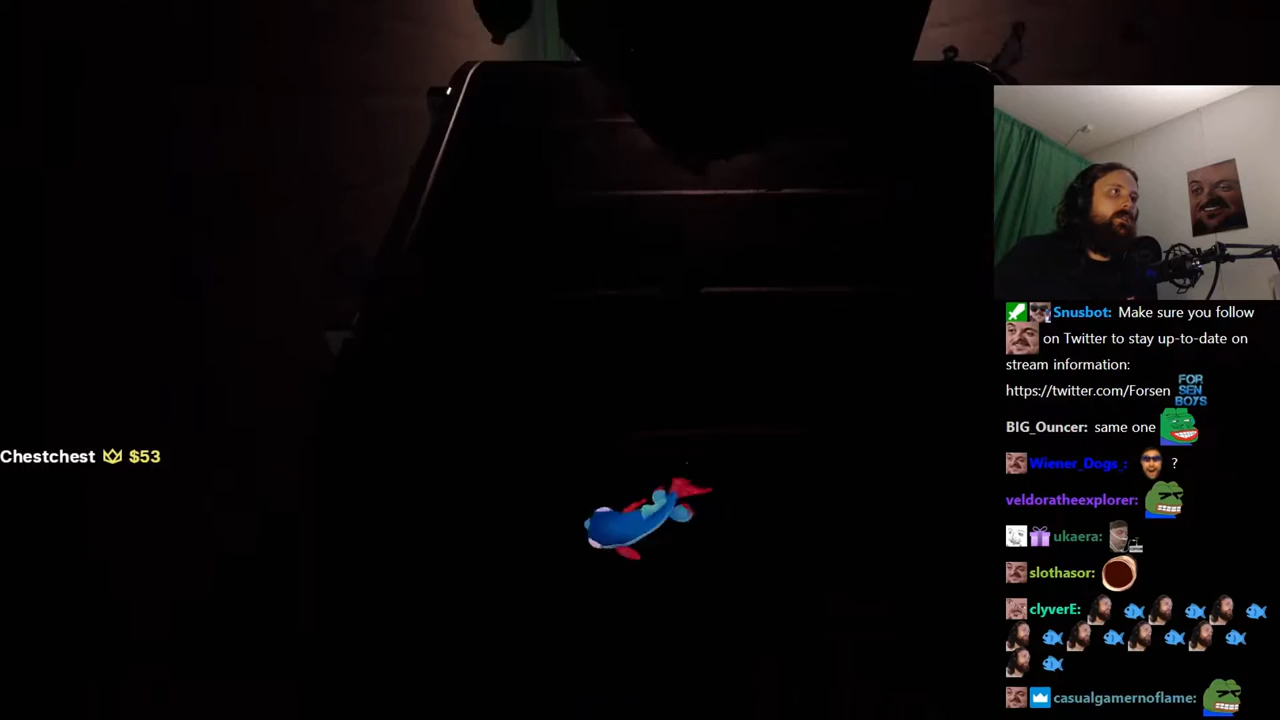 Snusbot: Make sure you follow
on Twitter to stay up-to-date on
stream information:
https://twitter.com/Forsen FOR SEN BOYS
BIG_Ouncer: same one
Chestchest $53
Wiener_Dogs_: ?
veldoratheexplorer:
ukaera:
slothasor:
clyverE:
casualgamernoflame: